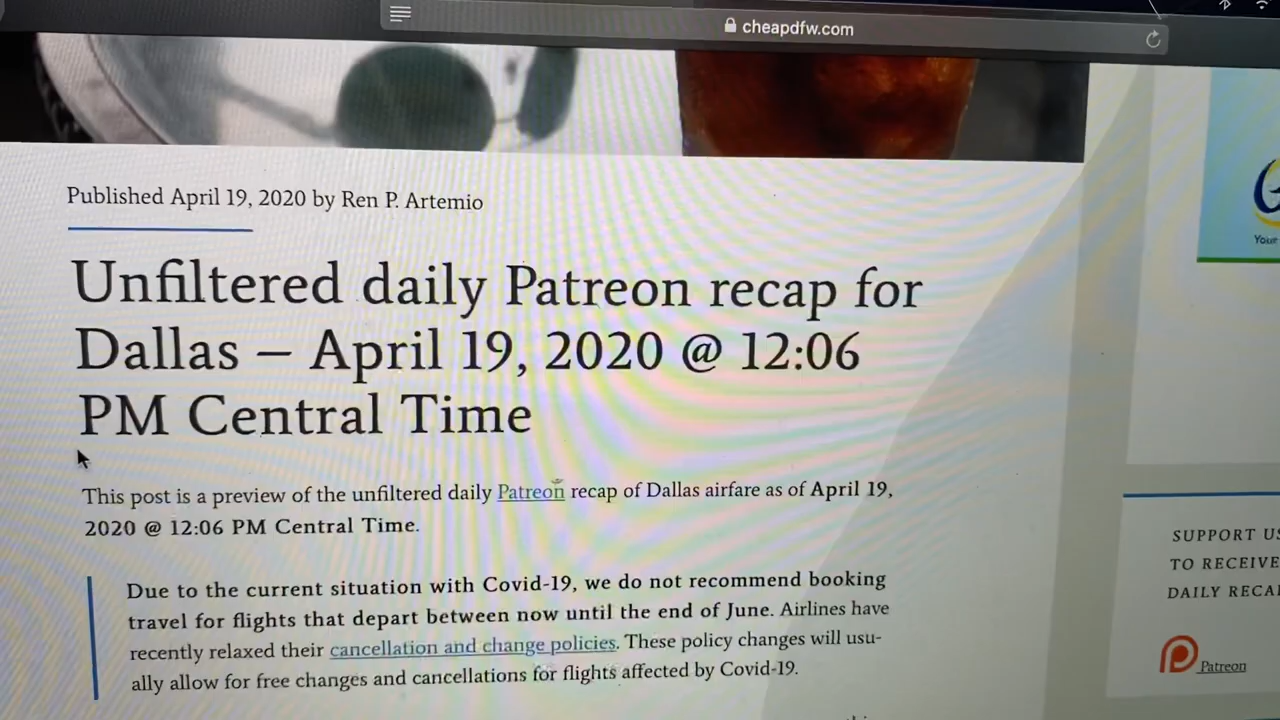 cheapdfw.com
Published April 19, 2020 by Ren P. Artemio
Unfiltered daily Patreon recap for
Dallas – April 19, 2020 @ 12:06
PM Central Time
This post is a preview of the unfiltered daily Patreon recap of Dallas airfare as of April 19,
2020 @ 12:06 PM Central Time.
Due to the current situation with Covid-19, we do not recommend booking
travel for flights that depart between now until the end of June. Airlines have
recently relaxed their cancellation and change policies. These policy changes will usu-
ally allow for free changes and cancellations for flights affected by Covid-19.
Your
SUPPORT US
TO RECEIVE
DAILY RECA
Patreon